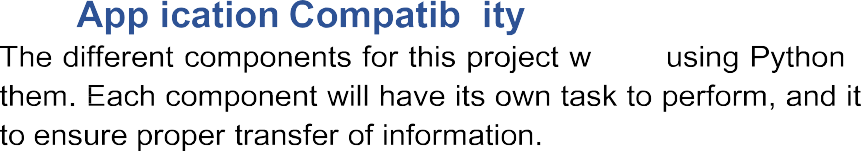 App ication Compatib ity
The different components for this project w using Python
them. Each component will have its own task to perform, and it
to ensure proper transfer of information.